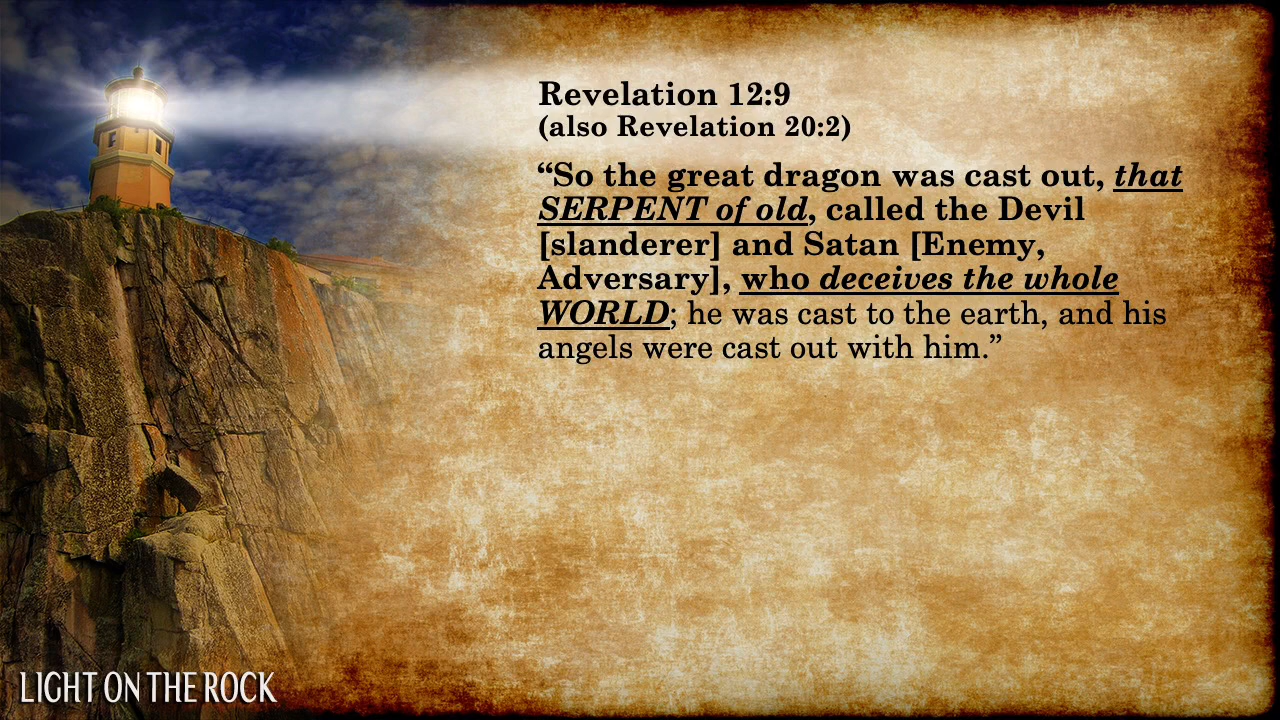 Revelation 12:9
(also Revelation 20:2)
“So the great dragon was cast out, that
SERPENT of old, called the Devil
[slanderer] and Satan [Enemy,
Adversary], who deceives the whole
WORLD; he was cast to the earth, and his
angels were cast out with him.”
LIGHT ON THE ROCK